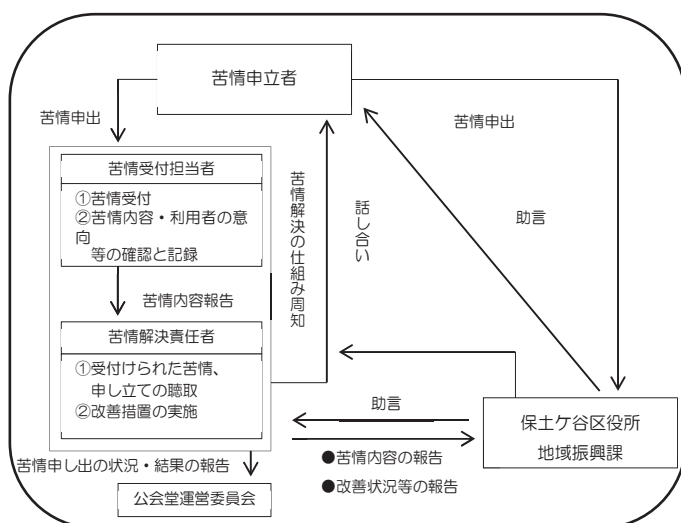 苦情申立者
苦情申出
苦情申出
苦情受付担当者
①苦情受付
②苦情内容・利用者の意
向
等の確認と記録
苦情解決の仕組み周知
話し合い
助言
苦情内容報告
苦情解決責任者
①受付けられた苦情、
申し立ての聴取
②改善措置の実施
助言
保土ケ谷区役所
地域振興課
●苦情内容の報告
●改善状況等の報告
苦情申し出の状況・結果の報告
公会堂運営委員会